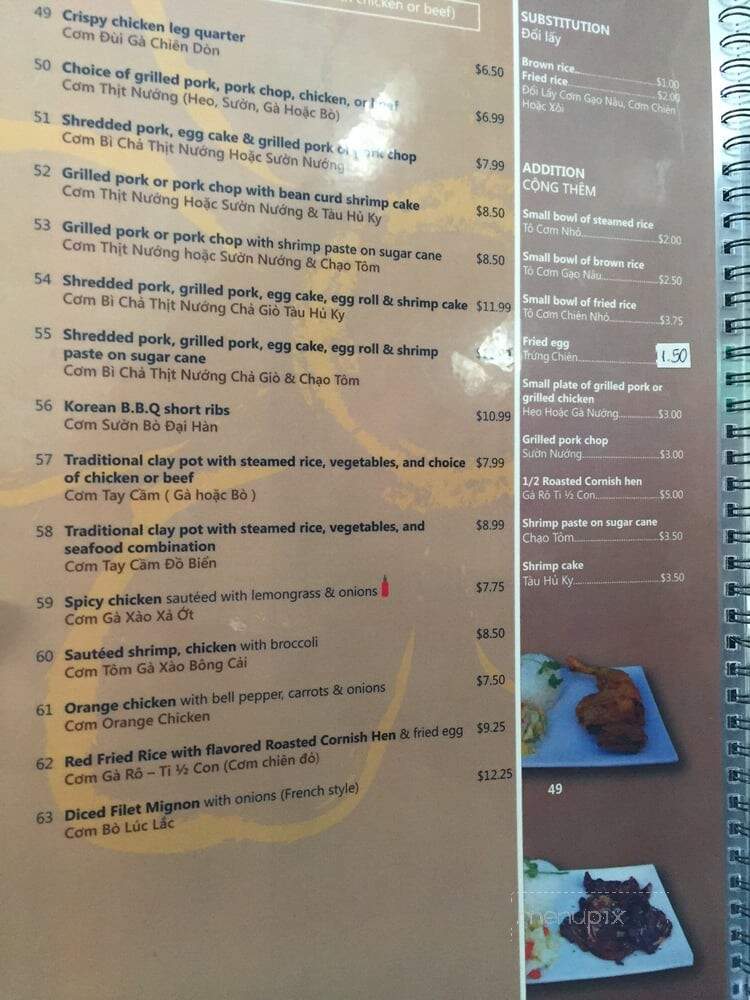 chicken or beef)
49 Crispy chicken leg quarter
Cơm Đùi Gà Chiên Dòn
$6.50
50 Choice of grilled pork, pork chop, chicken, or
Cơm Thịt Nướng (Heo, Sườn, Gà Hoặc Bò)
$6.99
51 Shredded pork, egg cake & grilled pork chop
Cơm Bì Chả Thịt Nướng Hoặc Sườn Nướng
$7.99
52 Grilled pork or pork chop with bean curd shrimp cake
Cơm Thịt Nướng Hoặc Sườn Nướng & Tàu Hủ Ky
$8.50
53 Grilled pork or pork chop with shrimp paste on sugar cane
Cơm Thịt Nướng hoặc Sườn Nướng & Chạo Tôm
$8.50
54 Shredded pork, grilled pork, egg cake, egg roll & shrimp cake $11.99
Cơm Bì Chả Thịt Nướng Chả Giò Tàu Hủ Ky
55 Shredded pork, grilled pork, egg cake, egg roll & shrimp
paste on sugar cane
Cơm Bì Chả Thịt Nướng Chả Giò & Chạo Tôm
56 Korean B.B.Q short ribs $10.99
Cơm Sườn Bò Đại Hàn
57 Traditional clay pot with steamed rice, vegetables, and choice $7.99
of chicken or beef
Cơm Tay Cầm ( Gà hoặc Bò )
58 Traditional clay pot with steamed rice, vegetables, and $8.99
seafood combination
Cơm Tay Cầm Đồ Biển
59 Spicy chicken sautéed with lemongrass & onions $7.75
Cơm Gà Xào Xả Ớt
60 Sautéed shrimp, chicken with broccoli $8.50
Cơm Tôm Gà Xào Bông Cải
61 Orange chicken with bell pepper, carrots & onions $7.50
Cơm Orange Chicken
62 Red Fried Rice with flavored Roasted Cornish Hen & fried egg $9.25
Cơm Gà Rô – Ti ½ Con (Cơm chiên đỏ)
63 Diced Filet Mignon with onions (French style) $12.25
Cơm Bò Lúc Lắc
SUBSTITUTION
Đổi lấy
Brown rice $1.00
Fried rice $2.00
Đổi Lấy Cơm Gạo Nâu, Cơm Chiên
Hoặc Xôi
ADDITION
CỘNG THÊM
Small bowl of steamed rice
Tô Cơm Nhỏ $2.00
Small bowl of brown rice
Tô Cơm Gạo Nâu $2.50
Small bowl of fried rice
Tô Cơm Chiên Nhỏ $3.75
Fried egg
Trứng Chiên 1.50
Small plate of grilled pork or
grilled chicken
Heo Hoặc Gà Nướng $3.00
Grilled pork chop
Sườn Nướng $3.00
1/2 Roasted Cornish hen
Gà Rô Ti ½ Con $5.00
Shrimp paste on sugar cane
Chạo Tôm $3.50
Shrimp cake
Tàu Hủ Ky $3.50
49
menupix